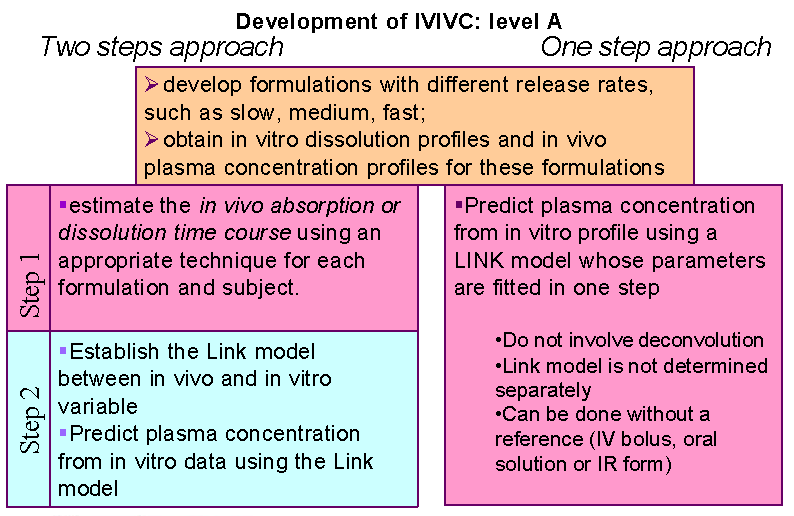 Development of IVIVC: level A
Two steps approach
One step approach
➢develop formulations with different release rates,
such as slow, medium, fast;
➢obtain in vitro dissolution profiles and in vivo
plasma concentration profiles for these formulations
Step 1
▪estimate the in vivo absorption or
dissolution time course using an
appropriate technique for each
formulation and subject.
Step 2
▪Establish the Link model
between in vivo and in vitro
variable
▪Predict plasma concentration
from in vitro data using the Link
model
▪Predict plasma concentration
from in vitro profile using a
LINK model whose parameters
are fitted in one step
•Do not involve deconvolution
•Link model is not determined
separately
•Can be done without a
reference (IV bolus, oral
solution or IR form)